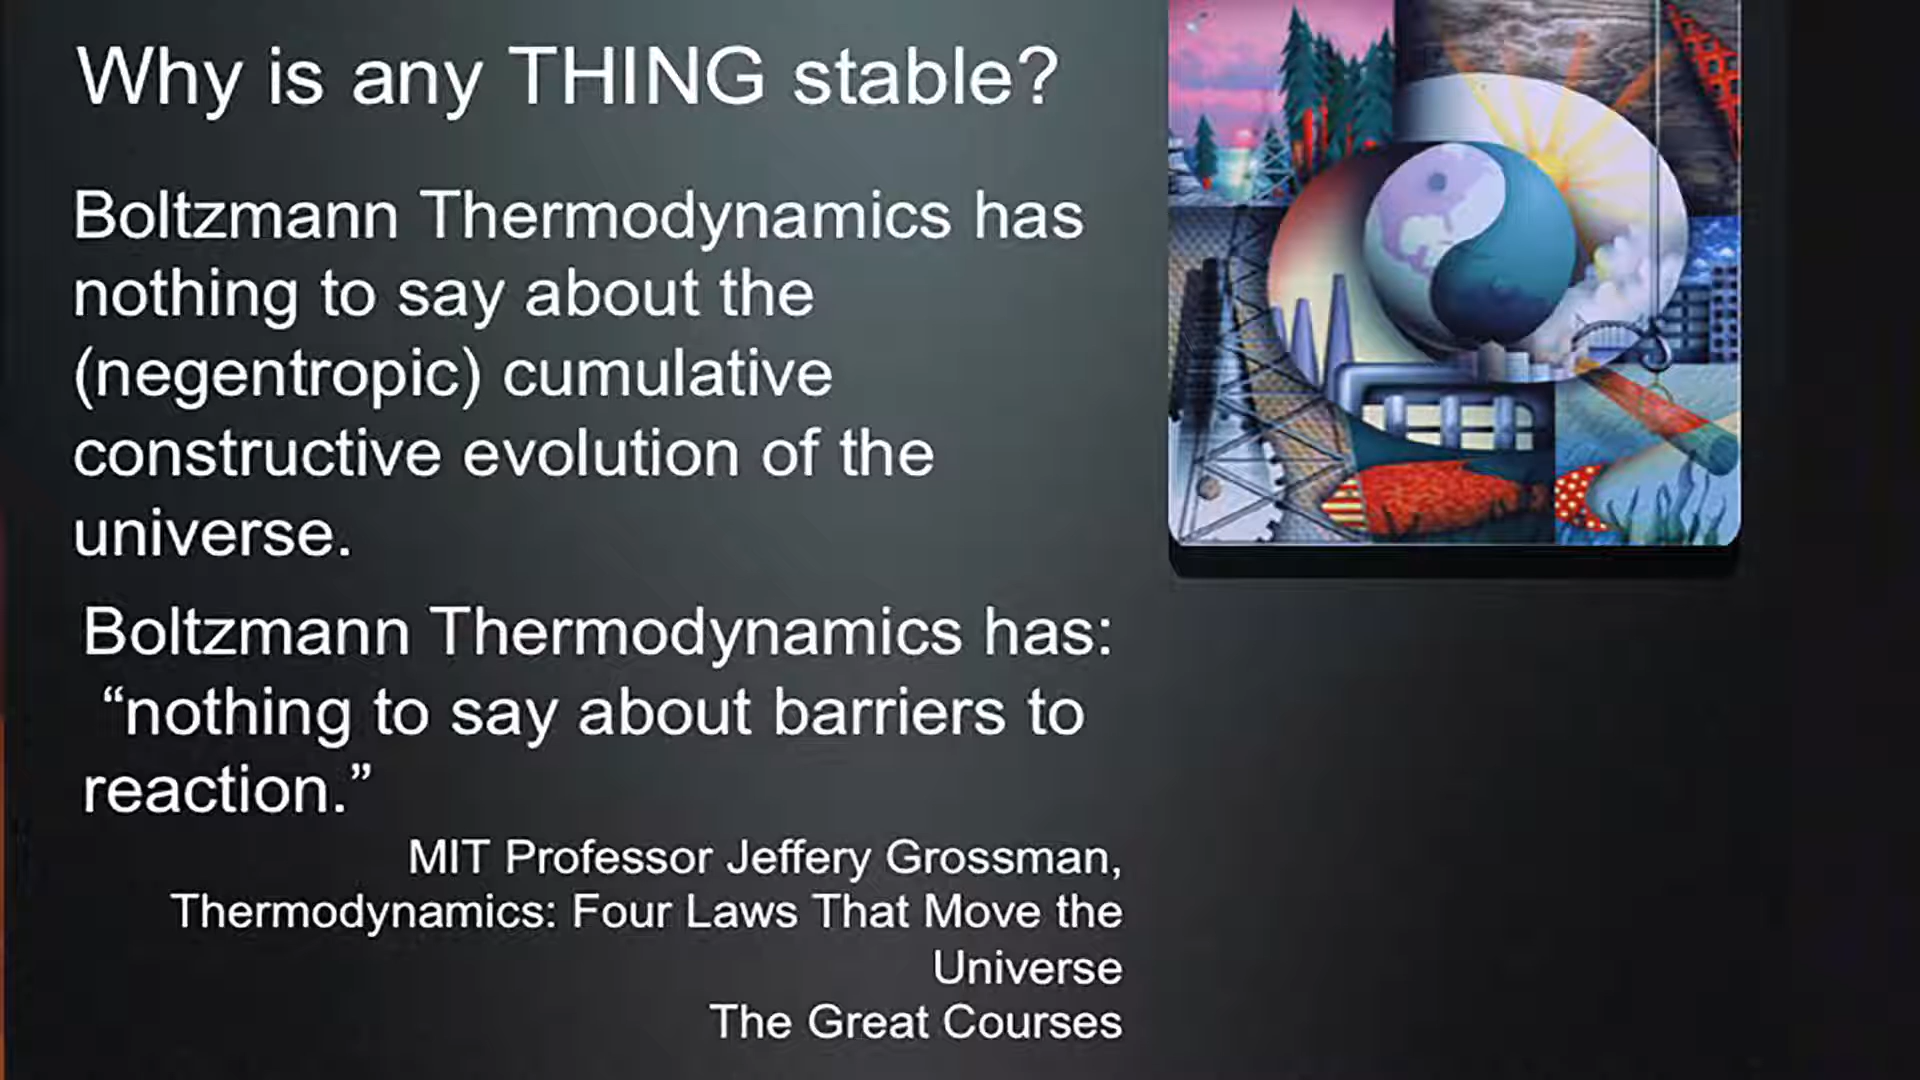 Why is any THING stable?
Boltzmann Thermodynamics has
nothing to say about the
(negentropic) cumulative
constructive evolution of the
universe.
Boltzmann Thermodynamics has:
“nothing to say about barriers to
reaction.”
MIT Professor Jeffery Grossman,
Thermodynamics: Four Laws That Move the
Universe
The Great Courses